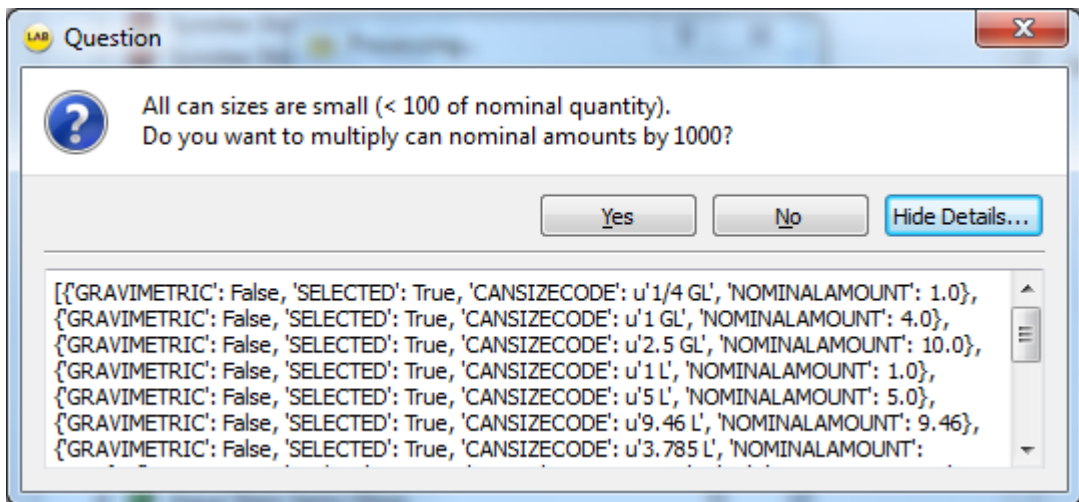 LAB Question
All can sizes are small (< 100 of nominal quantity).
Do you want to multiply can nominal amounts by 1000?
Yes No Hide Details...
[{'GRAVIMETRIC': False, 'SELECTED': True, 'CANSIZECODE': u'1/4 GL', 'NOMINALAMOUNT': 1.0},
{'GRAVIMETRIC': False, 'SELECTED': True, 'CANSIZECODE': u'1 GL', 'NOMINALAMOUNT': 4.0},
{'GRAVIMETRIC': False, 'SELECTED': True, 'CANSIZECODE': u'2.5 GL', 'NOMINALAMOUNT': 10.0},
{'GRAVIMETRIC': False, 'SELECTED': True, 'CANSIZECODE': u'1 L', 'NOMINALAMOUNT': 1.0},
{'GRAVIMETRIC': False, 'SELECTED': True, 'CANSIZECODE': u'5 L', 'NOMINALAMOUNT': 5.0},
{'GRAVIMETRIC': False, 'SELECTED': True, 'CANSIZECODE': u'9.46 L', 'NOMINALAMOUNT': 9.46},
{'GRAVIMETRIC': False, 'SELECTED': True, 'CANSIZECODE': u'3.785 L', 'NOMINALAMOUNT':